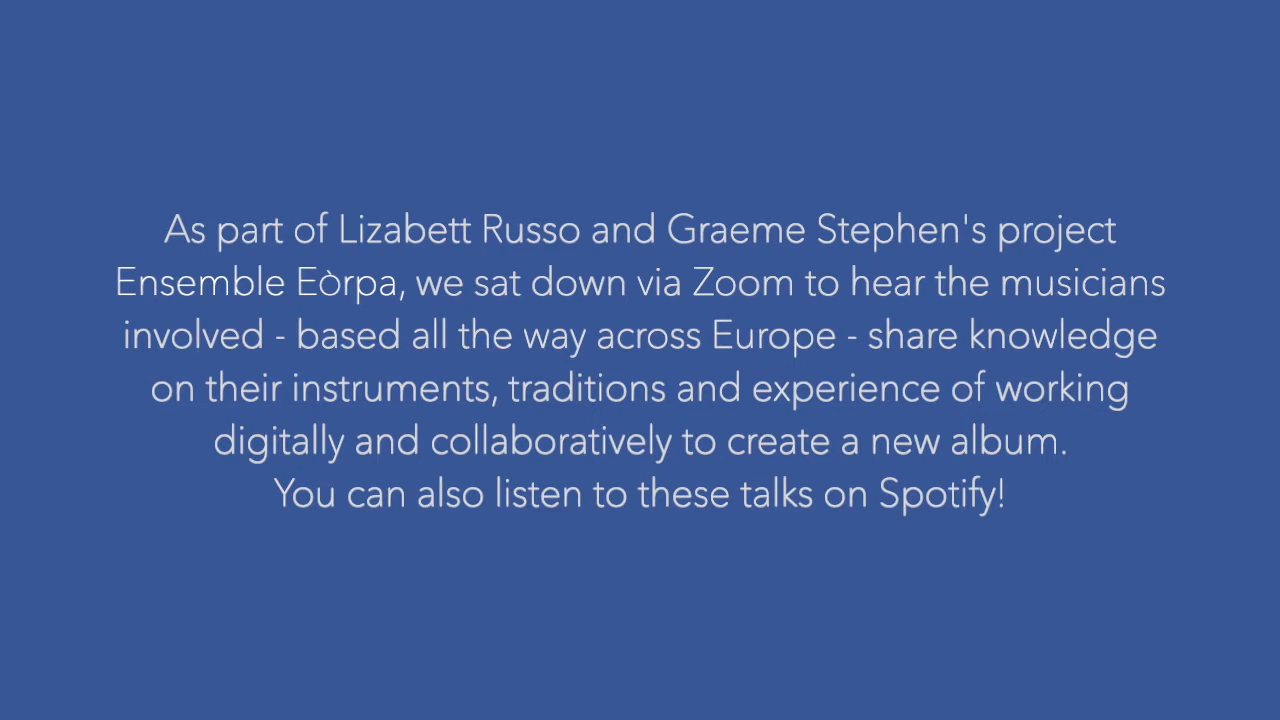 As part of Lizabett Russo and Graeme Stephen's project
Ensemble Eòrpa, we sat down via Zoom to hear the musicians
involved - based all the way across Europe - share knowledge
on their instruments, traditions and experience of working
digitally and collaboratively to create a new album.
You can also listen to these talks on Spotify!